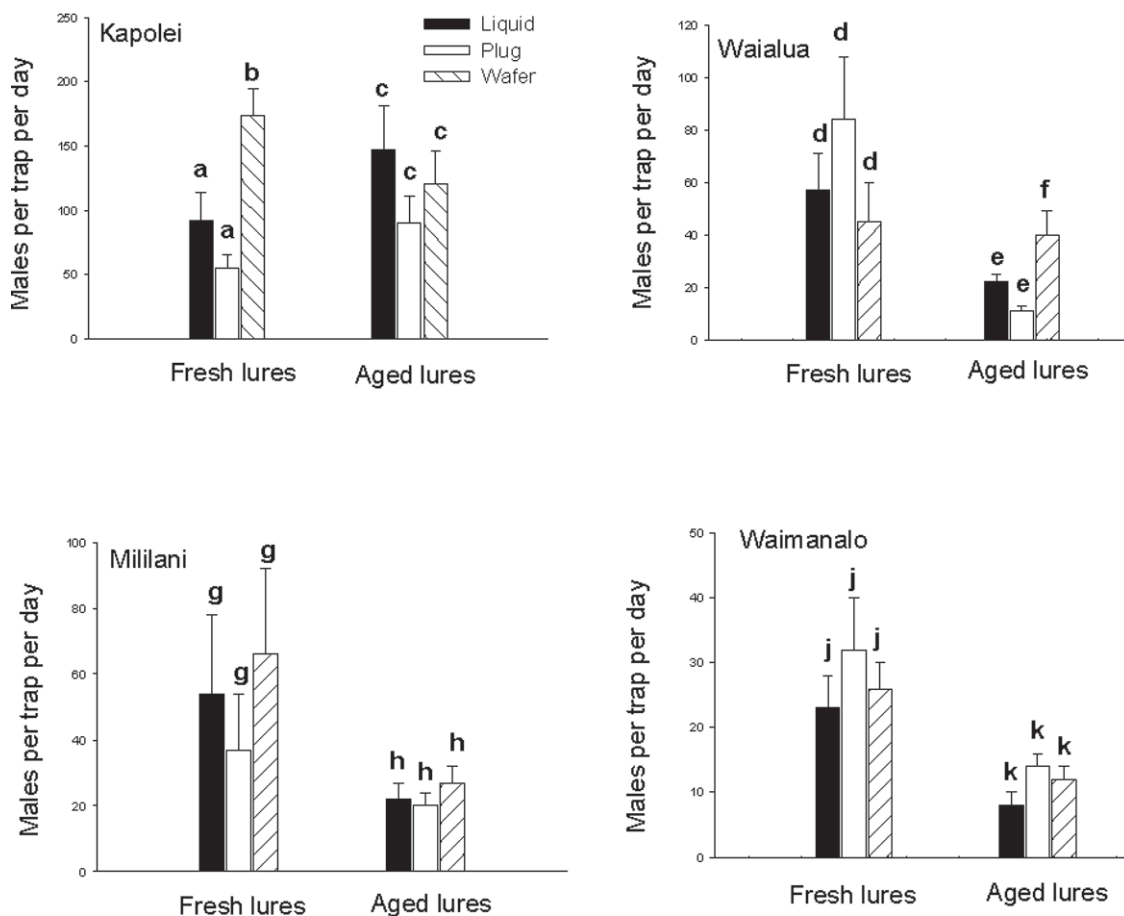 Kapolei
Liquid
Plug
Wafer
Males per trap per day
250
200
150
100
50
0
a
a
b
c
c
c
Fresh lures
Aged lures
Waialua
Males per trap per day
120
100
80
60
40
20
0
d
d
d
e
e
f
Fresh lures
Aged lures
Mililani
Males per trap per day
100
80
60
40
20
0
g
g
g
h
h
h
Fresh lures
Aged lures
Waimanalo
Males per trap per day
50
40
30
20
10
0
j
j
j
k
k
k
Fresh lures
Aged lures